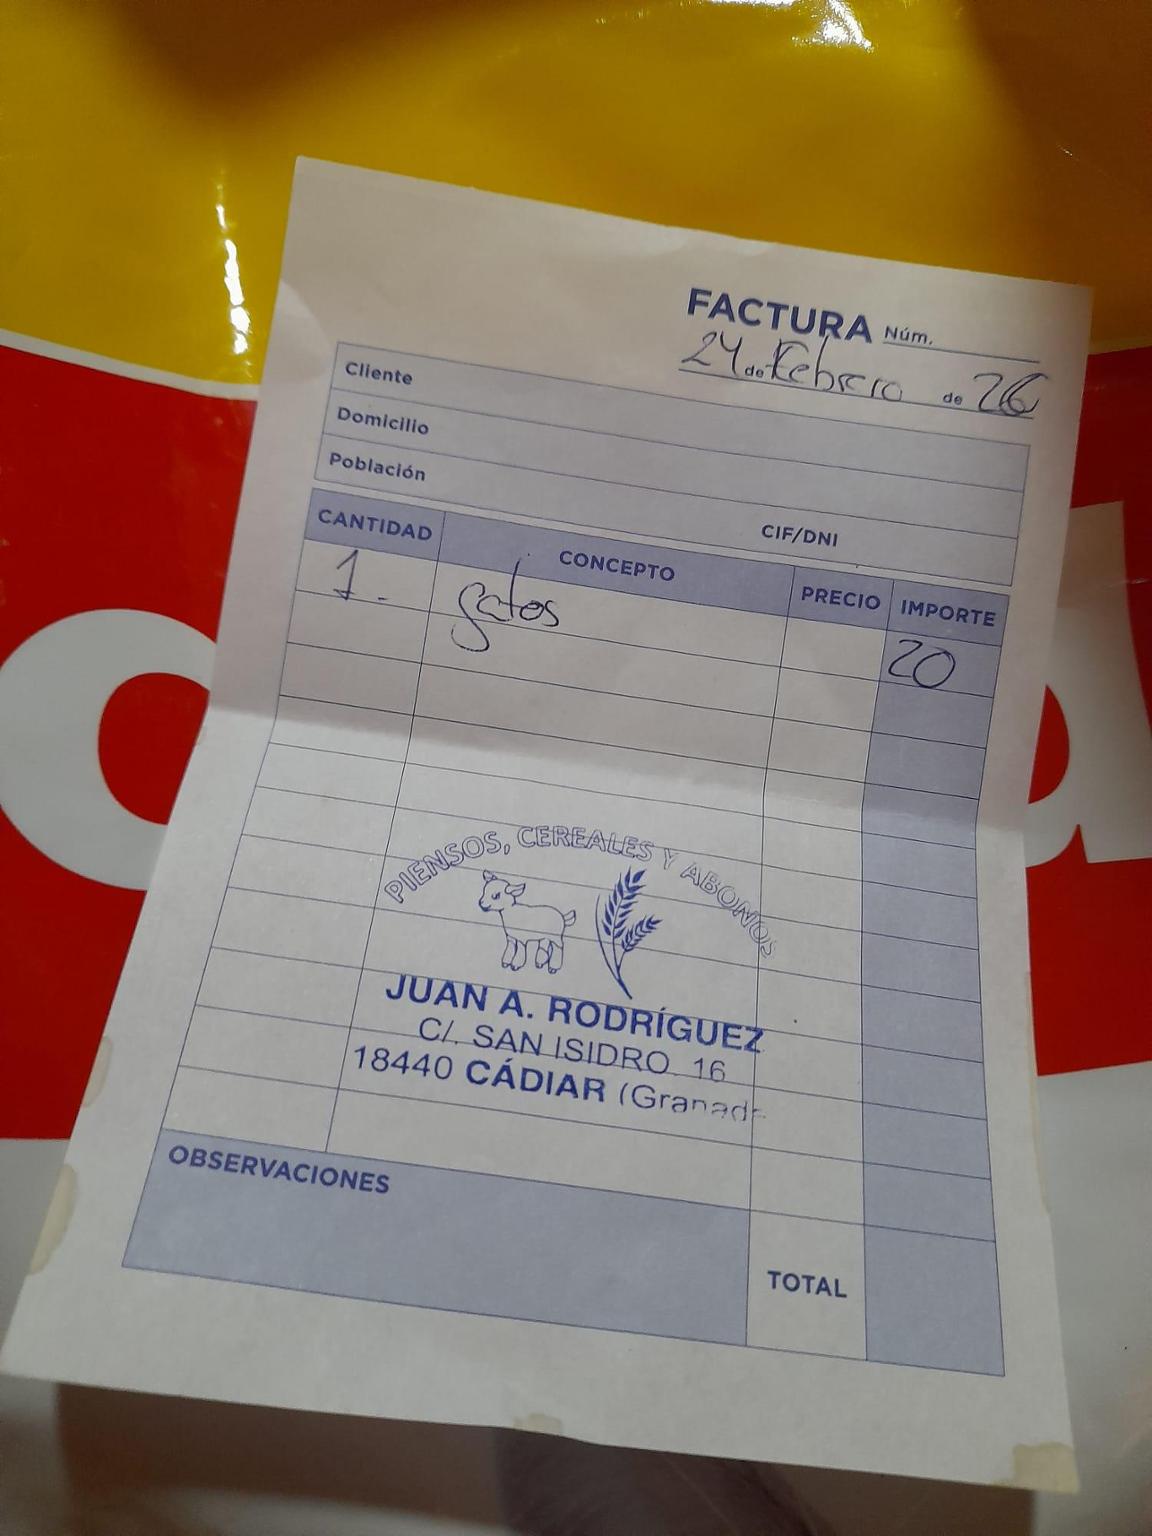 FACTURA Núm.
24 de Febrero de 26
Cliente
Domicilio
Población
CIF/DNI
CANTIDAD CONCEPTO PRECIO IMPORTE
1. gatos 20
PIENSOS, CEREALES Y ABONOS
JUAN A. RODRÍGUEZ
C/. SAN ISIDRO, 16
18440 CÁDIAR (Granada
OBSERVACIONES
TOTAL